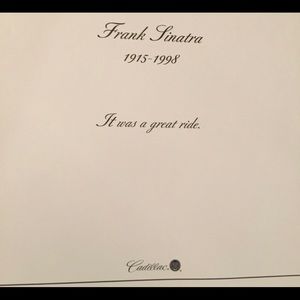 Frank Sinatra
1915-1998
It was a great ride.
Cadillac